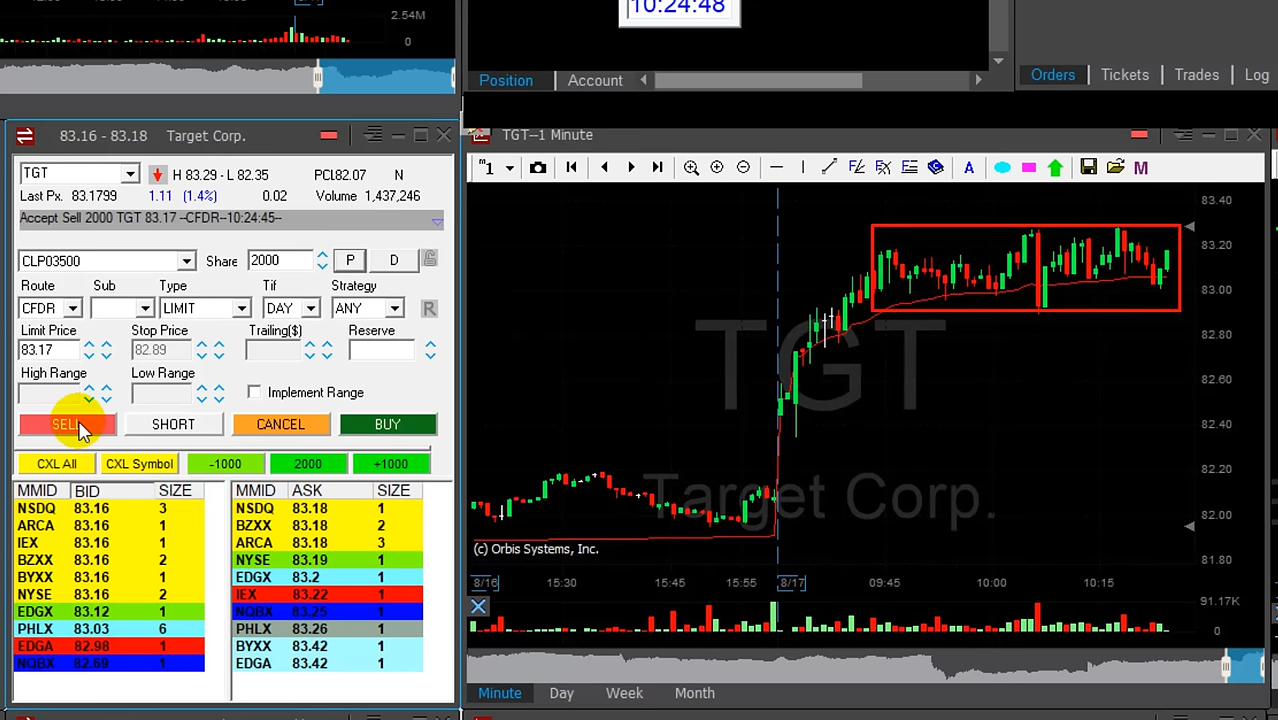 10:24:48
2.54M
0
Position Account
Orders Tickets Trades Log
83.16 - 83.18 Target Corp.
TGT H 83.29 - L 82.35 PCL82.07 N
Last Px. 83.1799 1.11 (1.4%) 0.02 Volume 1,437,246
Accept Sell 2000 TGT 83.17 --CFDR--10:24:45--
CLP03500 Share 2000 P D
Route Sub Type Tif Strategy
CFDR LIMIT DAY ANY R
Limit Price Stop Price Trailing($) Reserve
83.17 82.89
High Range Low Range
Implement Range
SELL SHORT CANCEL BUY
CXL All CXL Symbol -1000 2000 +1000
MMID BID SIZE MMID ASK SIZE
NSDQ 83.16 3 NSDQ 83.18 1
ARCA 83.16 2 BZXX 83.18 2
IEX 83.16 1 ARCA 83.18 3
BZXX 83.16 2 NYSE 83.19 1
BYXX 83.16 1 EDGX 83.2 1
NYSE 83.16 2 IEX 83.22 1
EDGX 83.12 1 NQBX 83.25 1
PHLX 83.03 6 PHLX 83.26 1
EDGA 82.98 1 BYXX 83.42 1
NQBX 82.69 1 EDGA 83.42 1
TGT--1 Minute
1 A M
TGT
Target Corp.
83.40
83.20
83.00
82.80
82.60
82.40
82.20
82.00
81.80
(c) Orbis Systems, Inc.
8/16 15:30 15:45 15:55 8/17 09:45 10:00 10:15
91.17K
0
Minute Day Week Month